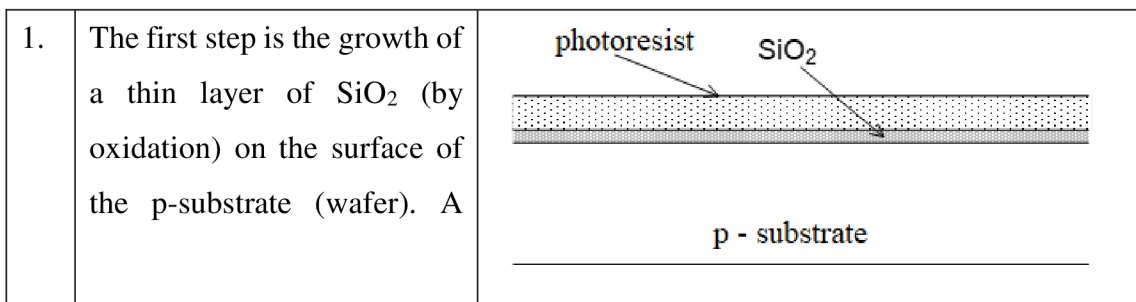 1.
The first step is the growth of
a thin layer of SiO₂ (by
oxidation) on the surface of
the p-substrate (wafer). A
photoresist
SiO₂
p - substrate